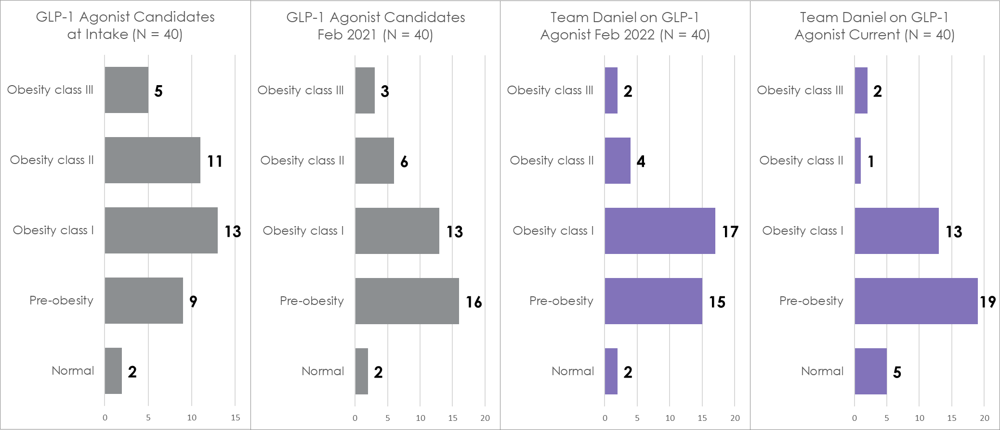 GLP-1 Agonist Candidates
at Intake (N = 40)
Obesity class III
5
Obesity class II
11
Obesity class I
13
Pre-obesity
9
Normal
2
0 5 10 15
GLP-1 Agonist Candidates
Feb 2021 (N = 40)
Obesity class III
3
Obesity class II
6
Obesity class I
13
Pre-obesity
16
Normal
2
0 5 10 15 20
Team Daniel on GLP-1
Agonist Feb 2022 (N = 40)
Obesity class III
2
Obesity class II
4
Obesity class I
17
Pre-obesity
15
Normal
2
0 5 10 15 20
Team Daniel on GLP-1
Agonist Current (N = 40)
Obesity class III
2
Obesity class II
1
Obesity class I
13
Pre-obesity
19
Normal
5
0 5 10 15 20